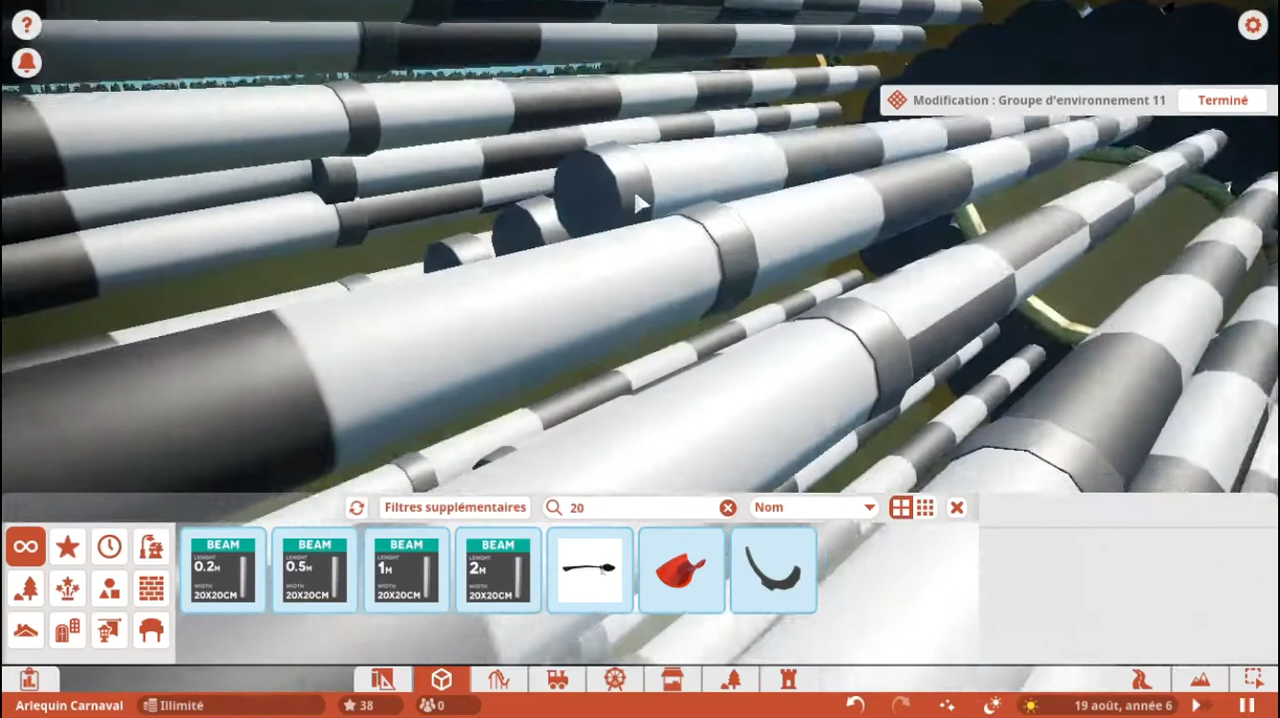 ?
Modification : Groupe d'environnement 11 Terminé
Filtres supplémentaires 20 Nom
BEAM
LENGHT
0.2M
WIDTH
20X20CM
BEAM
LENGHT
0.5M
WIDTH
20X20CM
BEAM
LENGHT
1M
WIDTH
20X20CM
BEAM
LENGHT
2M
WIDTH
20X20CM
Arlequin Carnaval Illimité 38 0 19 août, année 6